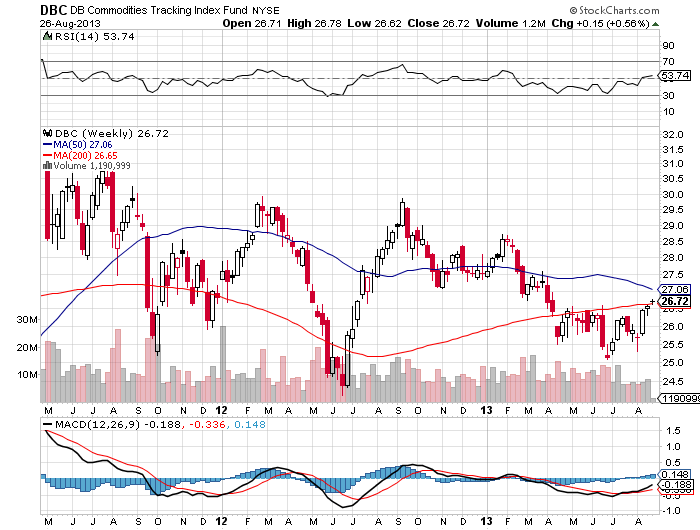 DBC DB Commodities Tracking Index Fund NYSE © StockCharts.com
26-Aug-2013 Open 26.71 High 26.78 Low 26.62 Close 26.72 Volume 1.2M Chg +0.15 (+0.56%)
RSI(14) 53.74
90
70
53.74
30
10
DBC (Weekly) 26.72
MA(50) 27.06
MA(200) 26.65
Volume 1,190,999
32.0
31.5
31.0
30.5
30.0
29.5
29.0
28.5
28.0
27.5
27.06
26.72
26.0
25.5
25.0
24.5
30M
20M
10M
1190999
M J J A S O N D 12 F M A M J J A S O N D 13 F M A M J J A
MACD(12,26,9) -0.188, -0.336, 0.148
1.5
1.0
0.5
0.148
-0.188
-1.0
M J J A S O N D 12 F M A M J J A S O N D 13 F M A M J J A